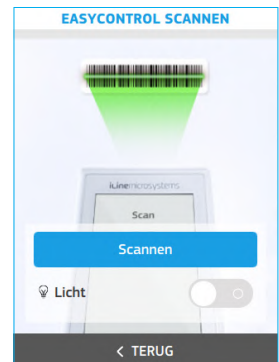 EASYCONTROL SCANNEN
iLinemicrosystems
Scan
Scannen
Licht
< TERUG